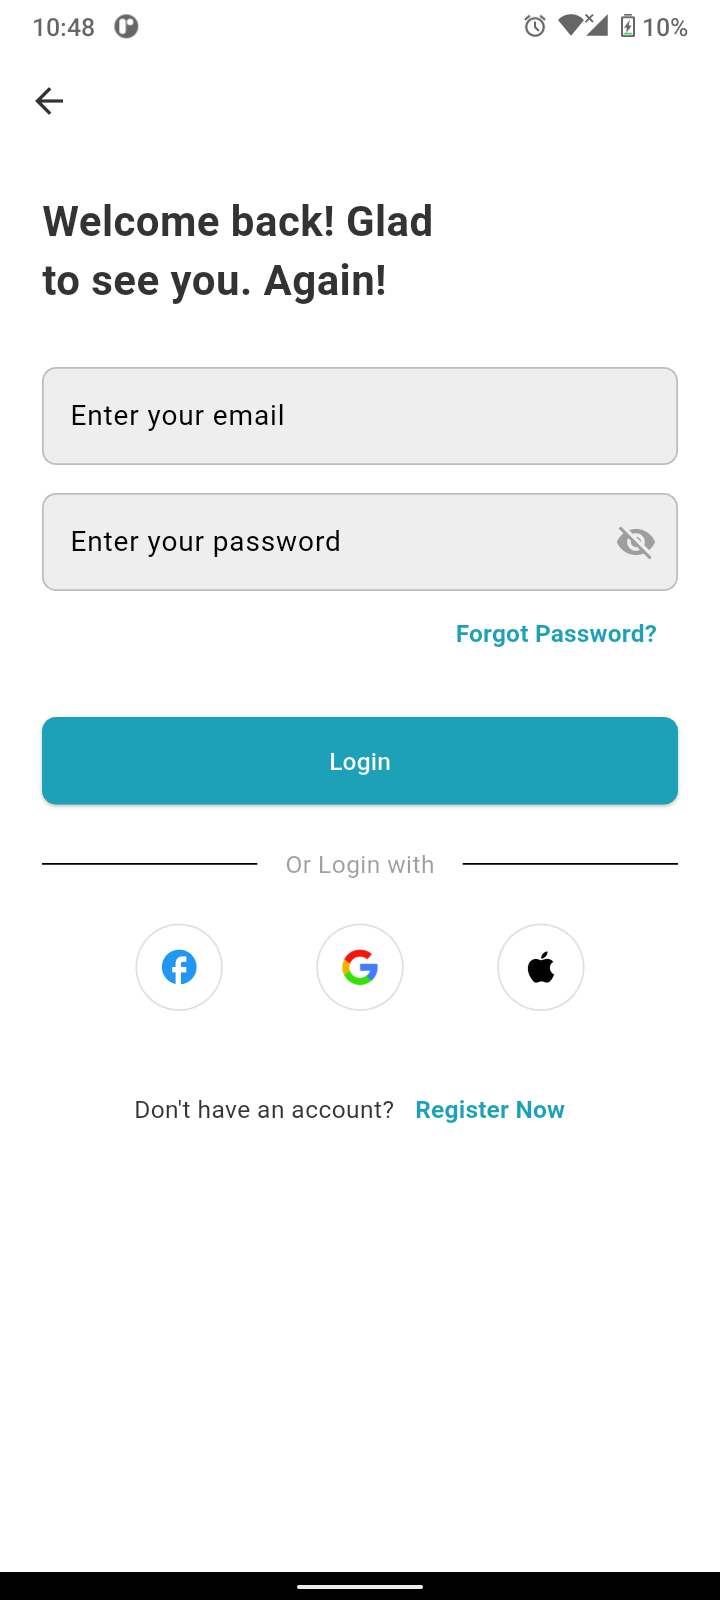 10:48
10%
Welcome back! Glad
to see you. Again!
Enter your email
Enter your password
Forgot Password?
Login
Or Login with
Don't have an account? Register Now